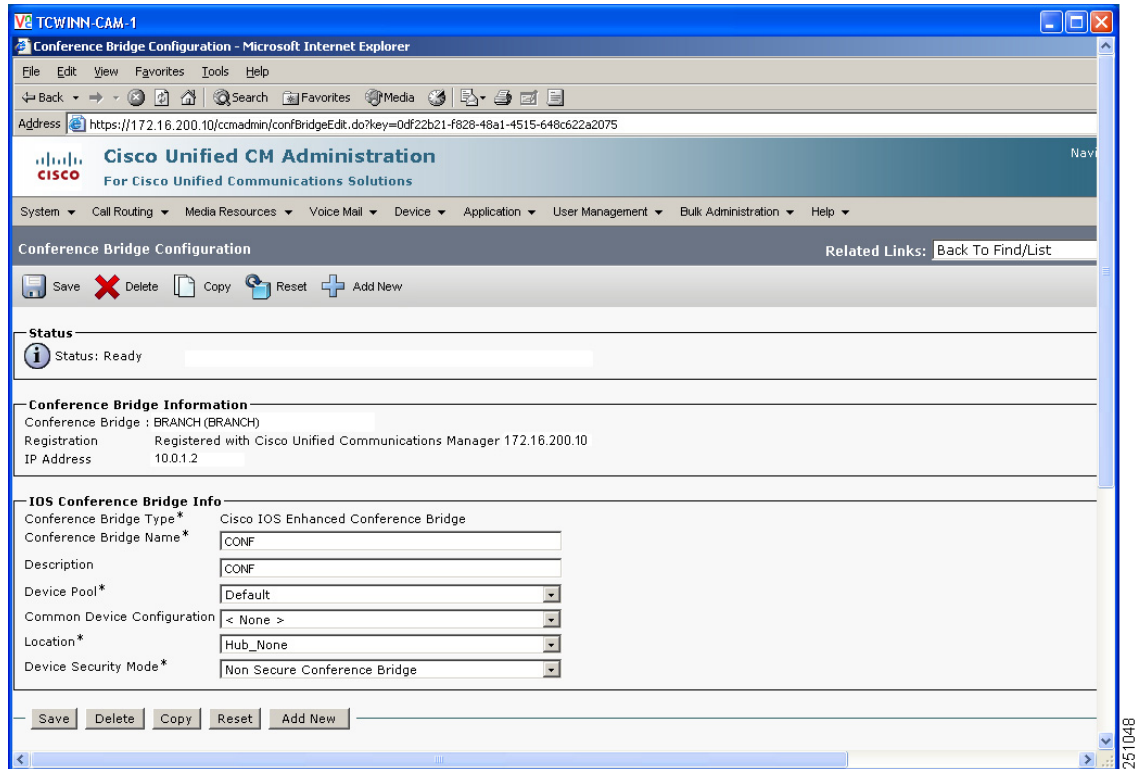 TCWINN-CAM-1
Conference Bridge Configuration - Microsoft Internet Explorer
File Edit View Favorites Tools Help
Back Search Favorites Media
Address https://172.16.200.10/ccmadmin/confBridgeEdit.do?key=0df22b21-f828-48a1-4515-648c622a2075
CISCO Cisco Unified CM Administration Navi
For Cisco Unified Communications Solutions
System Call Routing Media Resources Voice Mail Device Application User Management Bulk Administration Help
Conference Bridge Configuration Related Links: Back To Find/List
Save Delete Copy Reset Add New
Status
Status: Ready
Conference Bridge Information
Conference Bridge : BRANCH (BRANCH)
Registration Registered with Cisco Unified Communications Manager 172.16.200.10
IP Address 10.0.1.2
IOS Conference Bridge Info
Conference Bridge Type* Cisco IOS Enhanced Conference Bridge
Conference Bridge Name* CONF
Description CONF
Device Pool* Default
Common Device Configuration < None >
Location* Hub_None
Device Security Mode* Non Secure Conference Bridge
Save Delete Copy Reset Add New
251048